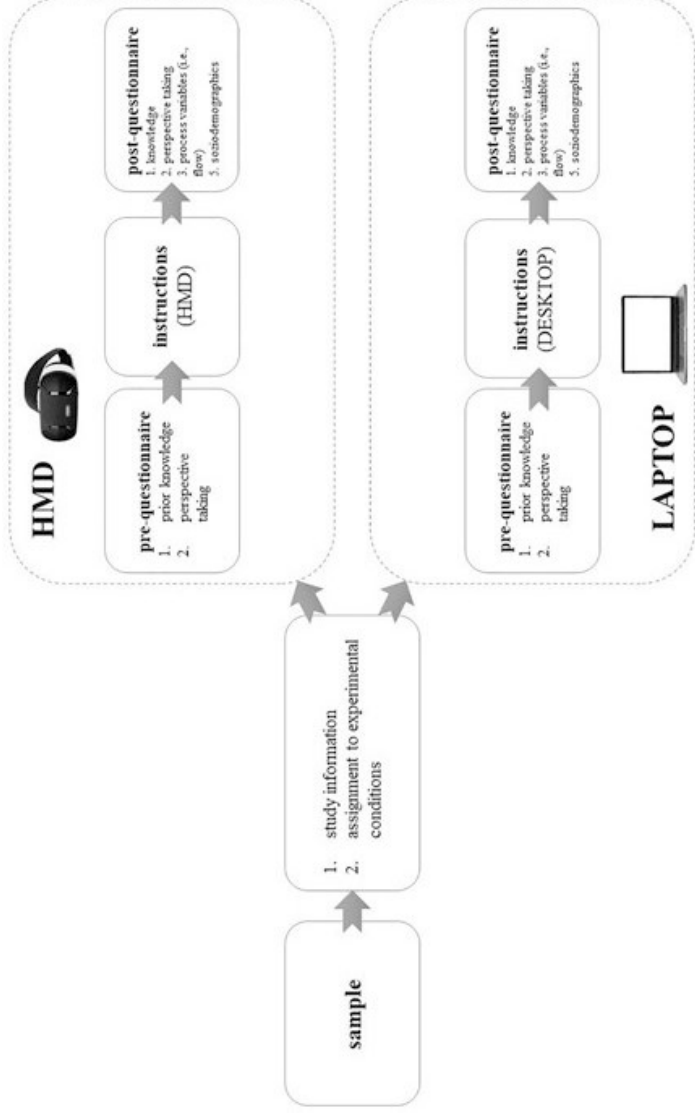 sample
1. study information
2. assignment to experimental
conditions
HMD
pre-questionnaire
1. prior knowledge
2. perspective
taking
instructions
(HMD)
post-questionnaire
1. knowledge
2. perspective taking
3. process variables (i.e.,
flow)
5. soziodemographics
LAPTOP
pre-questionnaire
1. prior knowledge
2. perspective
taking
instructions
(DESKTOP)
post-questionnaire
1. knowledge
2. perspective taking
3. process variables (i.e.,
flow)
5. soziodemographics